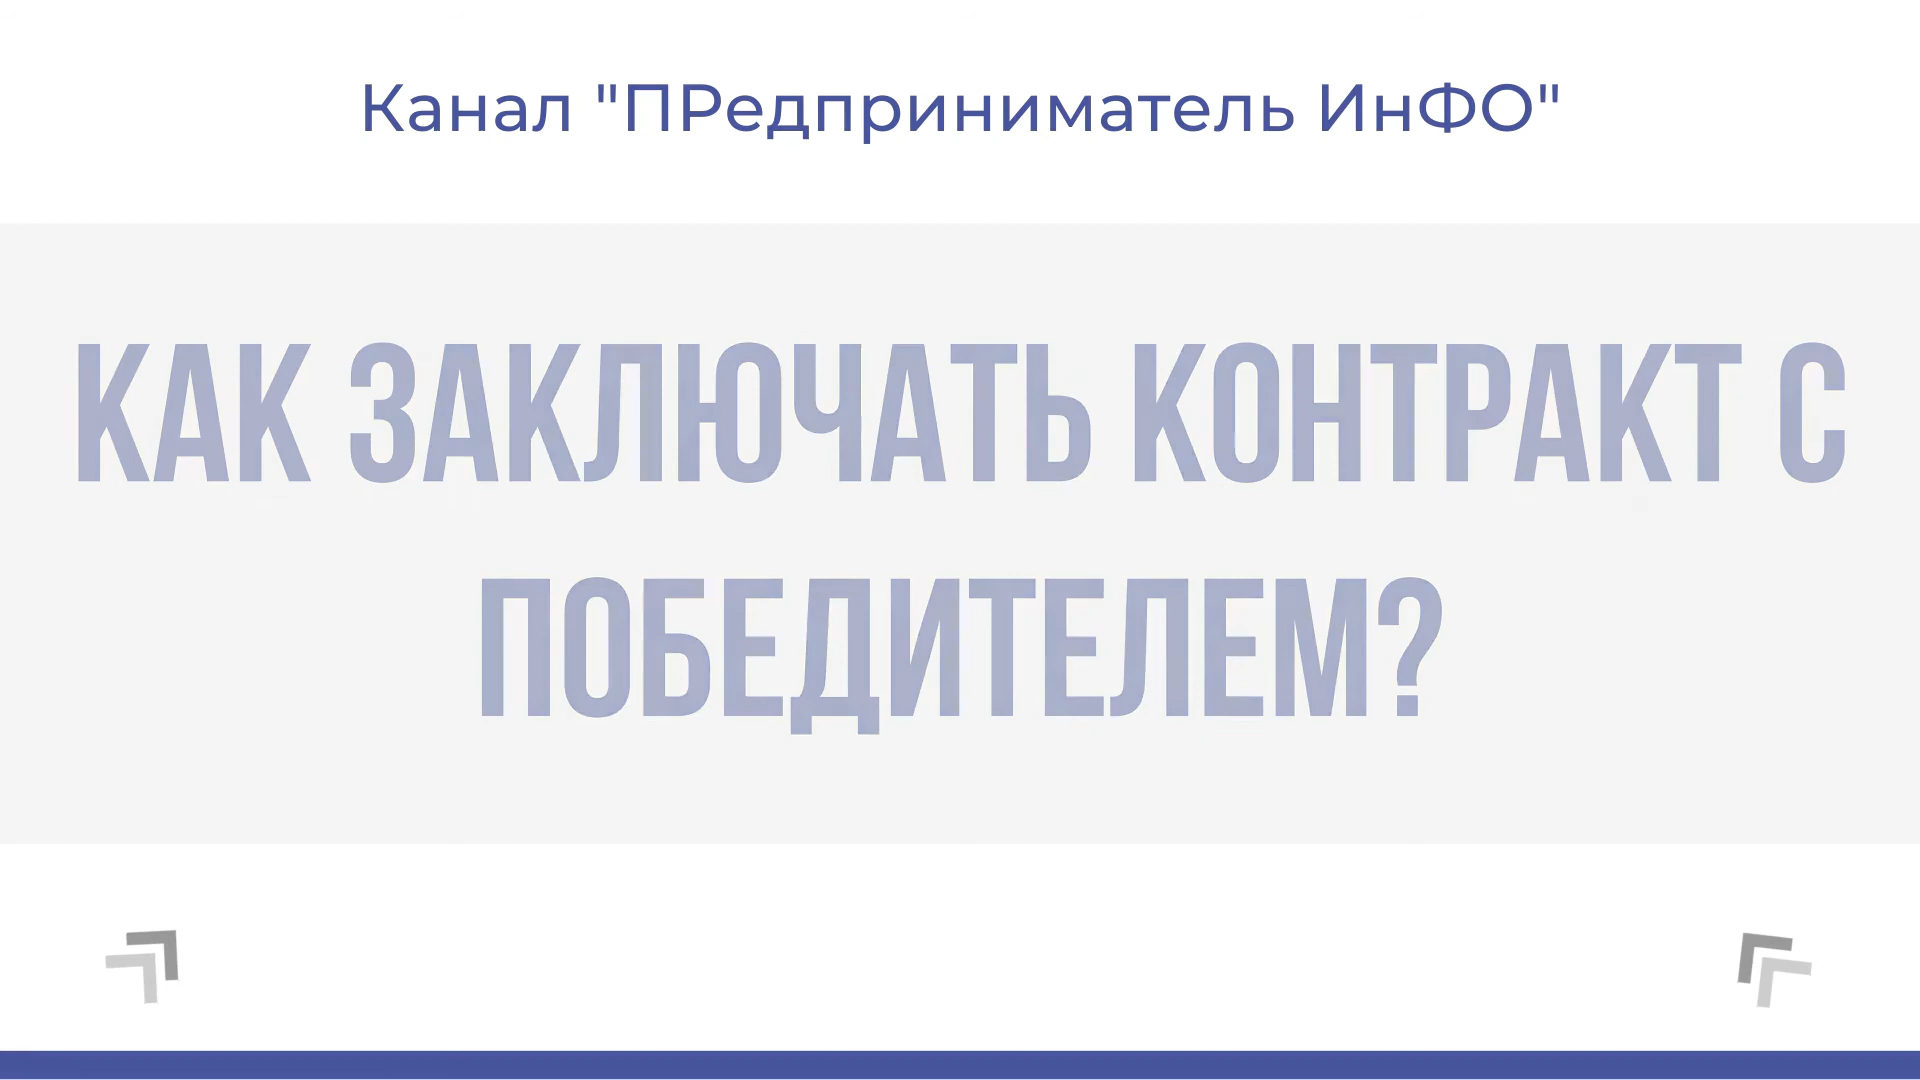 Канал "ПРедприниматель ИнФО"
КАК ЗАКЛЮЧАТЬ КОНТРАКТ С
ПОБЕДИТЕЛЕМ?